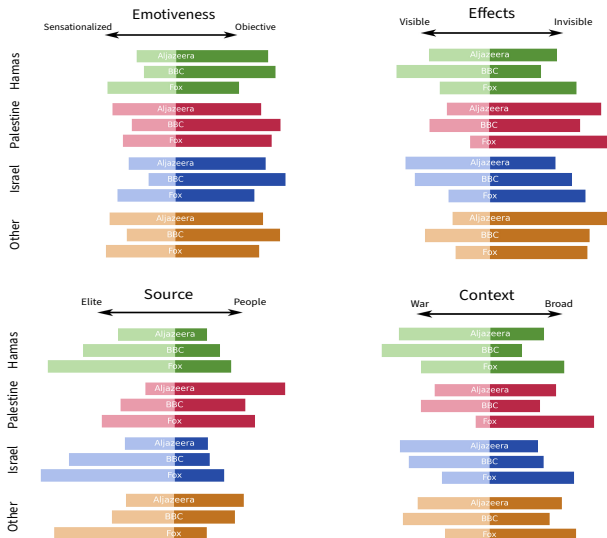 Emotiveness
Sensationalized
Obiective
Hamas
Aljazeera
BBC
Fox
Palestine
Aljazeera
BBC
Fox
Israel
Aljazeera
BBC
Fox
Other
Aljazeera
BBC
Fox
Effects
Visible
Invisible
Aljazeera
BBC
Fox
Aljazeera
BBC
Fox
Aljazeera
BBC
Fox
Aljazeera
BBC
Fox
Source
Elite
People
Hamas
Aljazeera
BBC
Fox
Palestine
Aljazeera
BBC
Fox
Israel
Aljazeera
BBC
Fox
Other
Aljazeera
BBC
Fox
Context
War
Broad
Aljazeera
BBC
Fox
Aljazeera
BBC
Fox
Aljazeera
BBC
Fox
Aljazeera
BBC
Fox